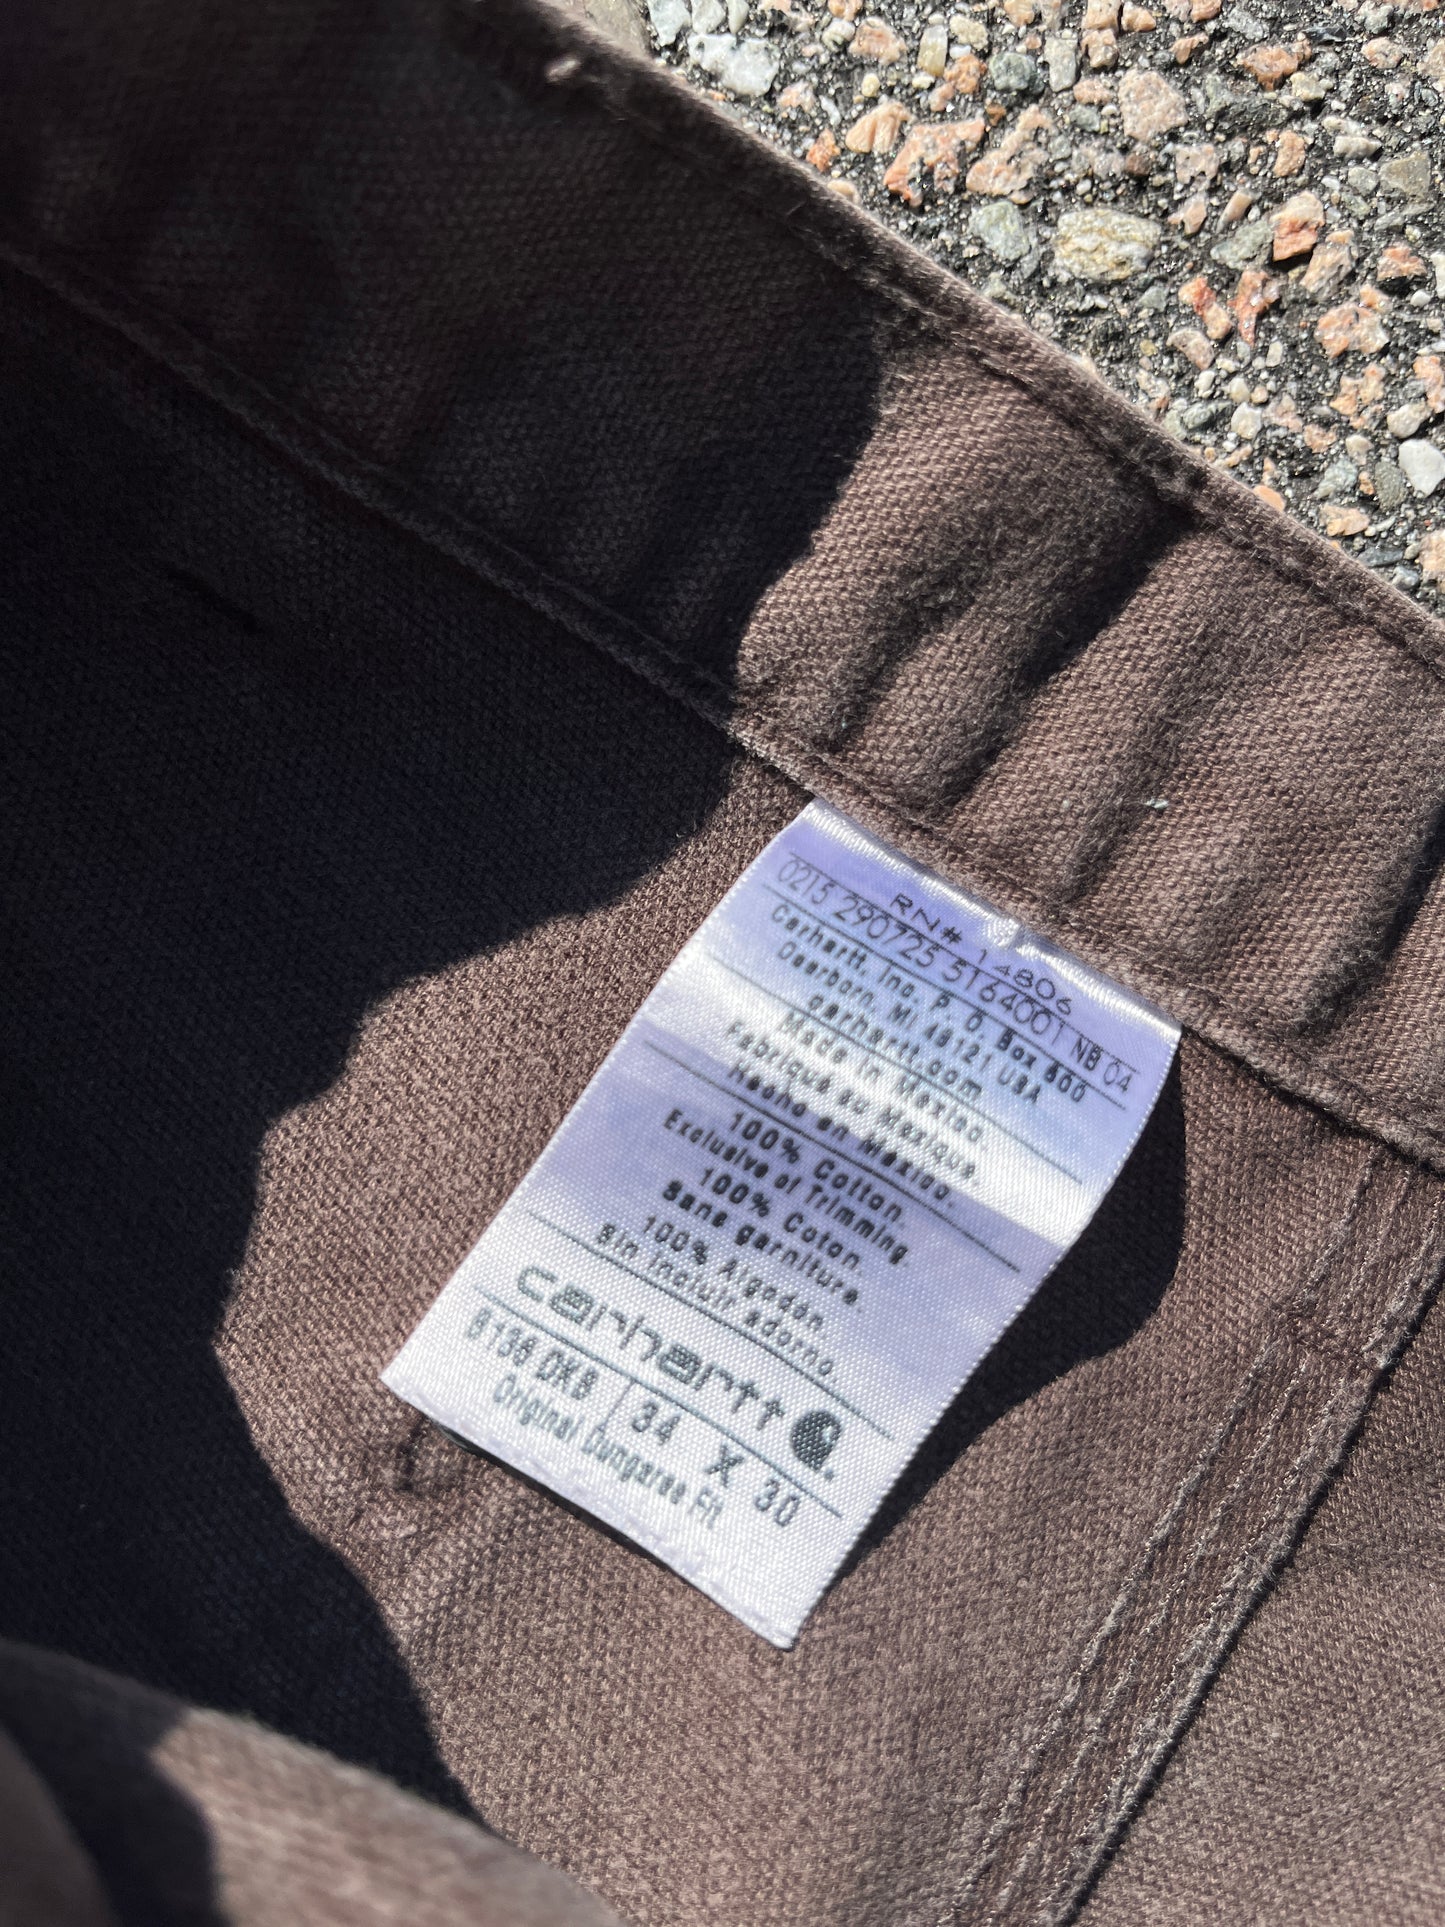 RN# 14806
0215 290725 5164001 NB 04
Carhartt, Inc. P. O. Box 600
Dearborn, MI 48121 USA
carhartt.com
Made in Mexico.
Fabriqué au Mexique.
Hecho en México.
100% Cotton.
Exclusive of Trimming
100% Coton.
Sans garniture.
100% Algodon.
Sin incluir adorno.
carhartt
B136 DKB 34 X 30
Original Dungaree Fit